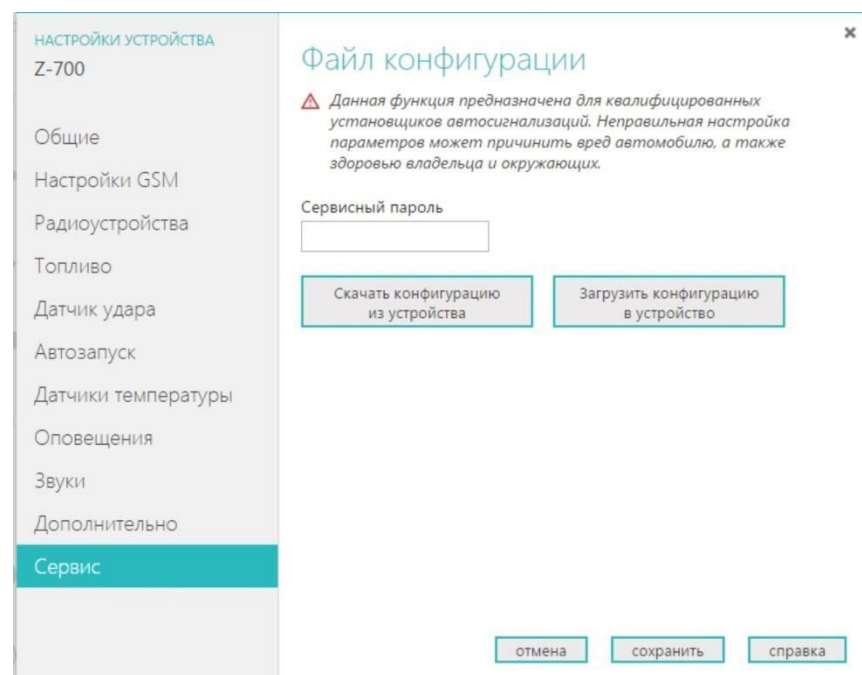 НАСТРОЙКИ УСТРОЙСТВА
Z-700
Общие
Настройки GSM
Радиоустройства
Топливо
Датчик удара
Автозапуск
Датчики температуры
Оповещения
Звуки
Дополнительно
Сервис
Файл конфигурации
Данная функция предназначена для квалифицированных
установщиков автосигнализаций. Неправильная настройка
параметров может причинить вред автомобилю, а также
здоровью владельца и окружающих.
Сервисный пароль
Скачать конфигурацию
из устройства
Загрузить конфигурацию
в устройство
отмена
сохранить
справка